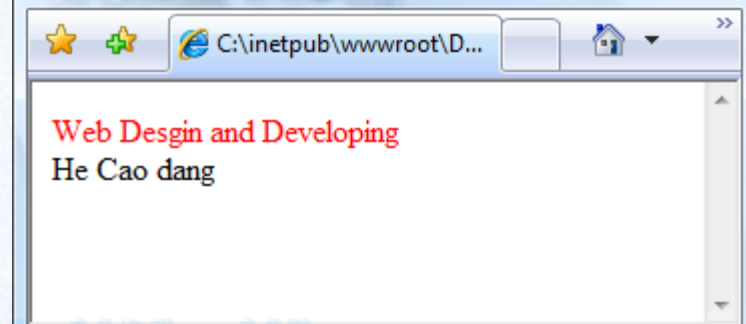 C:\inetpub\wwwroot\D...
»
Web Desgin and Developing
He Cao dang